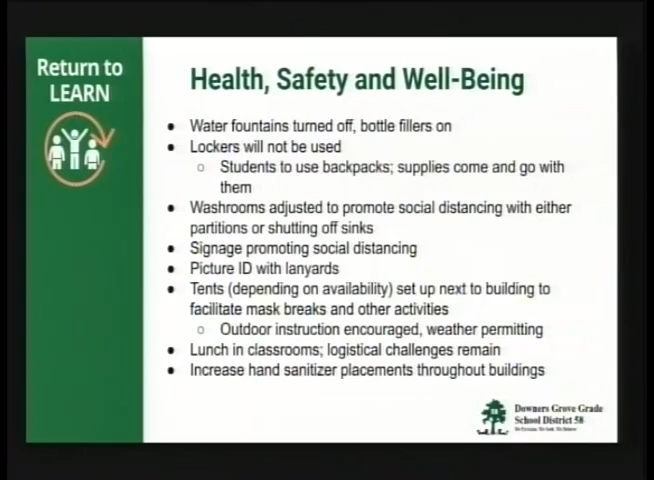 Return to
LEARN
Health, Safety and Well-Being
● Water fountains turned off, bottle fillers on
● Lockers will not be used
○ Students to use backpacks; supplies come and go with
them
● Washrooms adjusted to promote social distancing with either
partitions or shutting off sinks
● Signage promoting social distancing
● Picture ID with lanyards
● Tents (depending on availability) set up next to building to
facilitate mask breaks and other activities
○ Outdoor instruction encouraged, weather permitting
● Lunch in classrooms; logistical challenges remain
● Increase hand sanitizer placements throughout buildings
Downers Grove Grade
School District 58